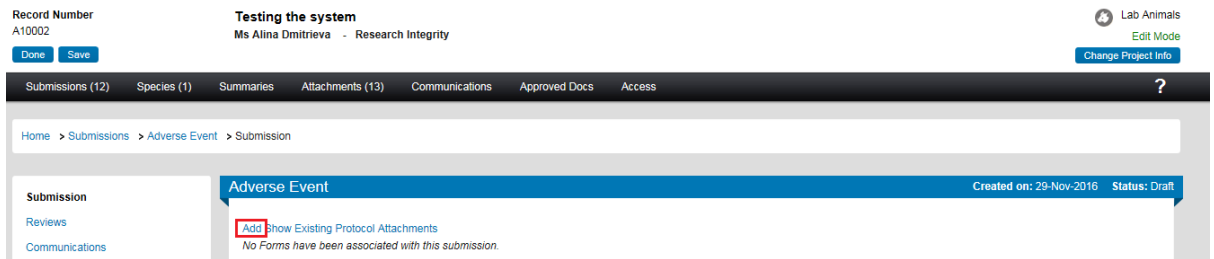 Record Number
A10002
Done Save
Testing the system
Ms Alina Dmitrieva - Research Integrity
Lab Animals
Edit Mode
Change Project Info
Submissions (12) Species (1) Summaries Attachments (13) Communications Approved Docs Access ?
Home > Submissions > Adverse Event > Submission
Submission
Reviews
Communications
Adverse Event Created on: 29-Nov-2016 Status: Draft
Add Show Existing Protocol Attachments
No Forms have been associated with this submission.